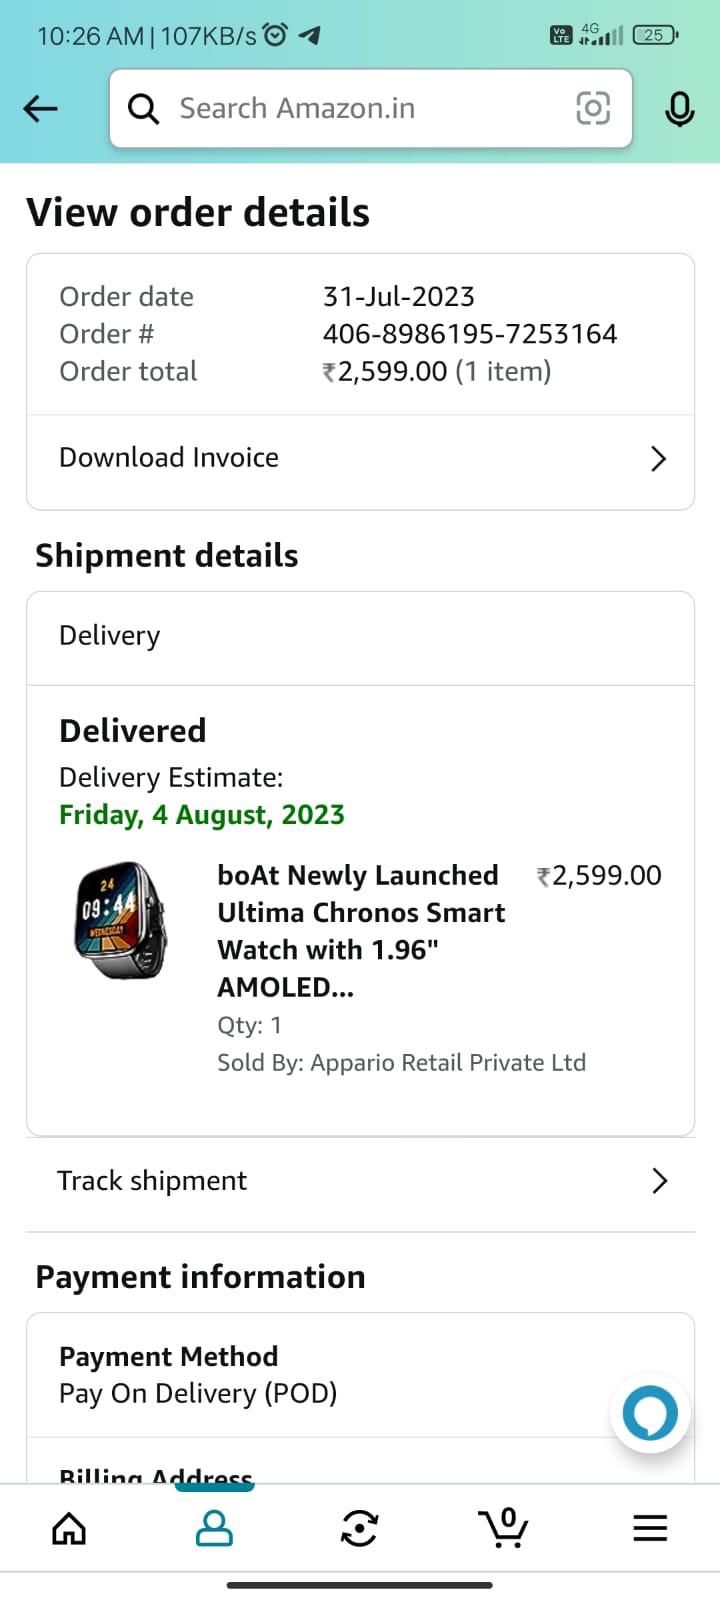 10:26 AM | 107KB/s
Vo LTE 4G 25
Search Amazon.in
View order details
Order date 31-Jul-2023
Order # 406-8986195-7253164
Order total ₹2,599.00 (1 item)
Download Invoice
Shipment details
Delivery
Delivered
Delivery Estimate:
Friday, 4 August, 2023
24
09:44
WEDNESDAY
boAt Newly Launched ₹2,599.00
Ultima Chronos Smart
Watch with 1.96"
AMOLED...
Qty: 1
Sold By: Appario Retail Private Ltd
Track shipment
Payment information
Payment Method
Pay On Delivery (POD)
Billing Address
0